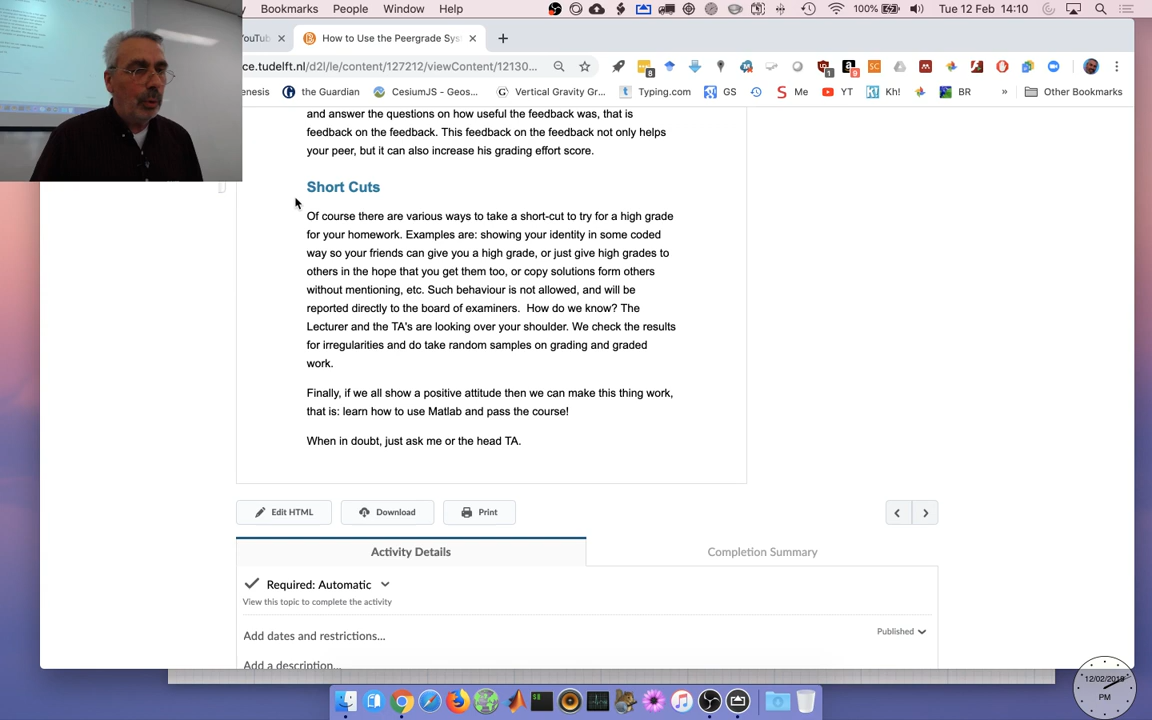 Bookmarks People Window Help 100% Tue 12 Feb 14:10
YouTub × How to Use the Peergrade Sys × +
ce.tudelft.nl/d2l/le/content/127212/viewContent/12130...
enesis the Guardian CesiumJS - Geos... Vertical Gravity Gr... Typing.com GS Me YT Kh! BR » Other Bookmarks
and answer the questions on how useful the feedback was, that is
feedback on the feedback. This feedback on the feedback not only helps
your peer, but it can also increase his grading effort score.
Short Cuts
Of course there are various ways to take a short-cut to try for a high grade
for your homework. Examples are: showing your identity in some coded
way so your friends can give you a high grade, or just give high grades to
others in the hope that you get them too, or copy solutions form others
without mentioning, etc. Such behaviour is not allowed, and will be
reported directly to the board of examiners. How do we know? The
Lecturer and the TA's are looking over your shoulder. We check the results
for irregularities and do take random samples on grading and graded
work.
Finally, if we all show a positive attitude then we can make this thing work,
that is: learn how to use Matlab and pass the course!
When in doubt, just ask me or the head TA.
Edit HTML Download Print
Activity Details Completion Summary
Required: Automatic
View this topic to complete the activity
Add dates and restrictions... Published
Add a description...
12/02/2019
PM